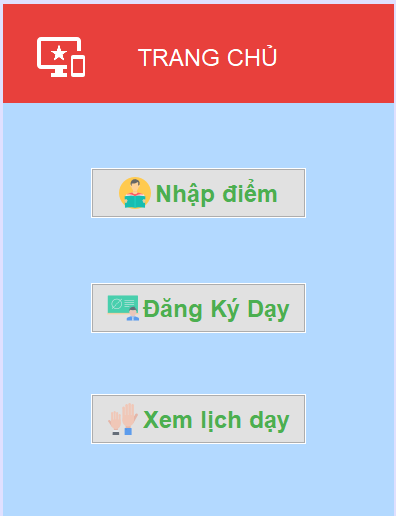 TRANG CHỦ
Nhập điểm
Đăng Ký Dạy
Xem lịch dạy